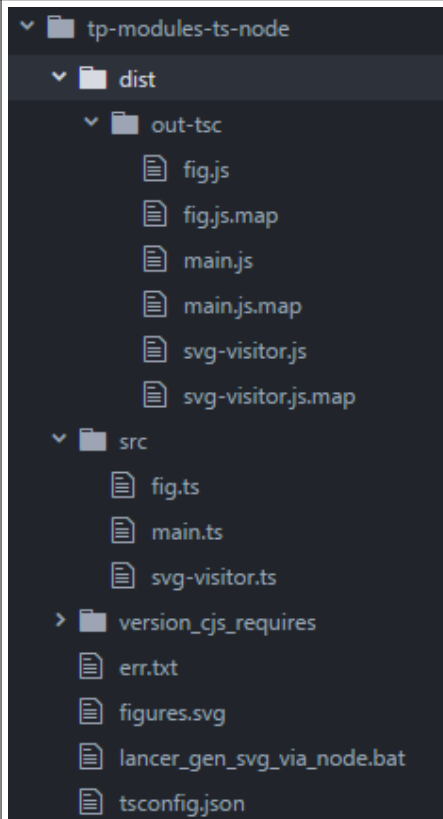 tp-modules-ts-node
dist
out-tsc
fig.js
fig.js.map
main.js
main.js.map
svg-visitor.js
svg-visitor.js.map
src
fig.ts
main.ts
svg-visitor.ts
version_cjs_requires
err.txt
figures.svg
lancer_gen_svg_via_node.bat
tsconfig.json